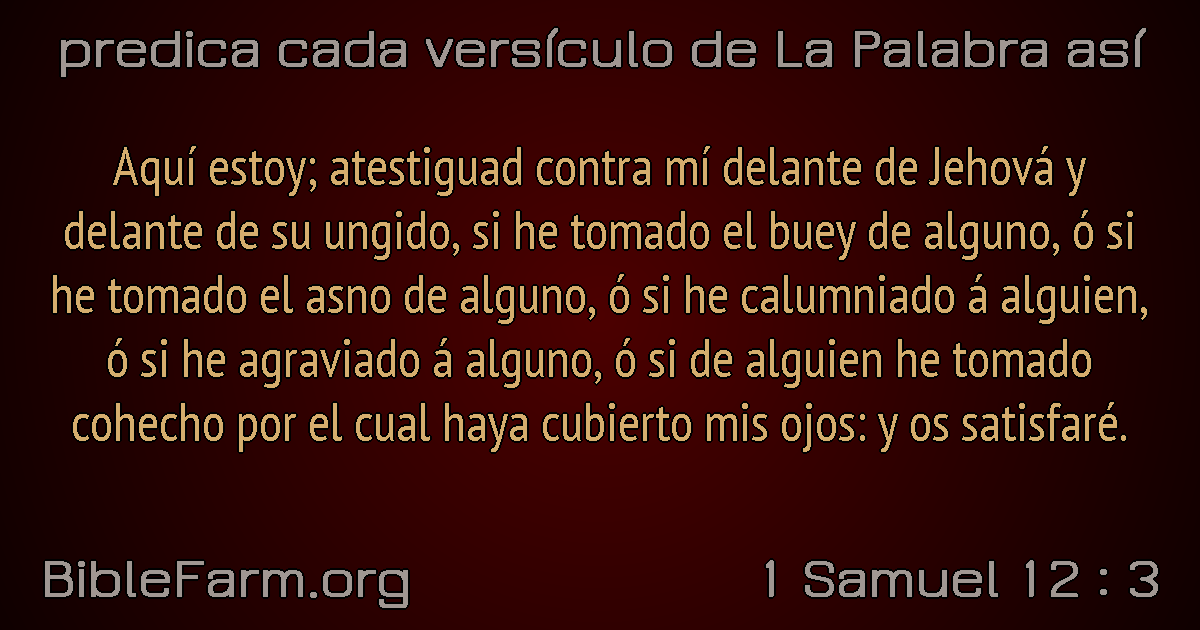 predica cada versículo de La Palabra así
Aquí estoy; atestiguad contra mí delante de Jehová y
delante de su ungido, si he tomado el buey de alguno, ó si
he tomado el asno de alguno, ó si he calumniado á alguien,
ó si he agraviado á alguno, ó si de alguien he tomado
cohecho por el cual haya cubierto mis ojos: y os satisfaré.
BibleFarm.org
1 Samuel 12 : 3